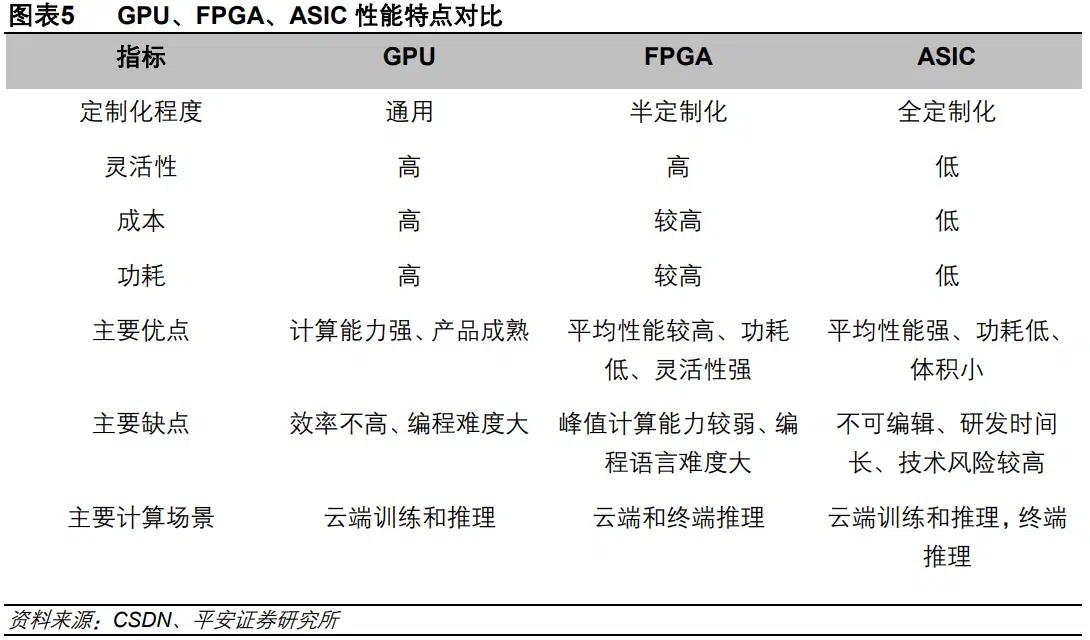 图表5 GPU、FPGA、ASIC 性能特点对比
指标 GPU FPGA ASIC
定制化程度 通用 半定制化 全定制化
灵活性 高 高 低
成本 高 较高 低
功耗 高 较高 低
主要优点 计算能力强、产品成熟 平均性能较高、功耗 平均性能强、功耗低、
低、灵活性强 体积小
主要缺点 效率不高、编程难度大 峰值计算能力较弱、编 不可编辑、研发时间
程语言难度大 长、技术风险较高
主要计算场景 云端训练和推理 云端和终端推理 云端训练和推理，终端
推理
资料来源：CSDN、平安证券研究所